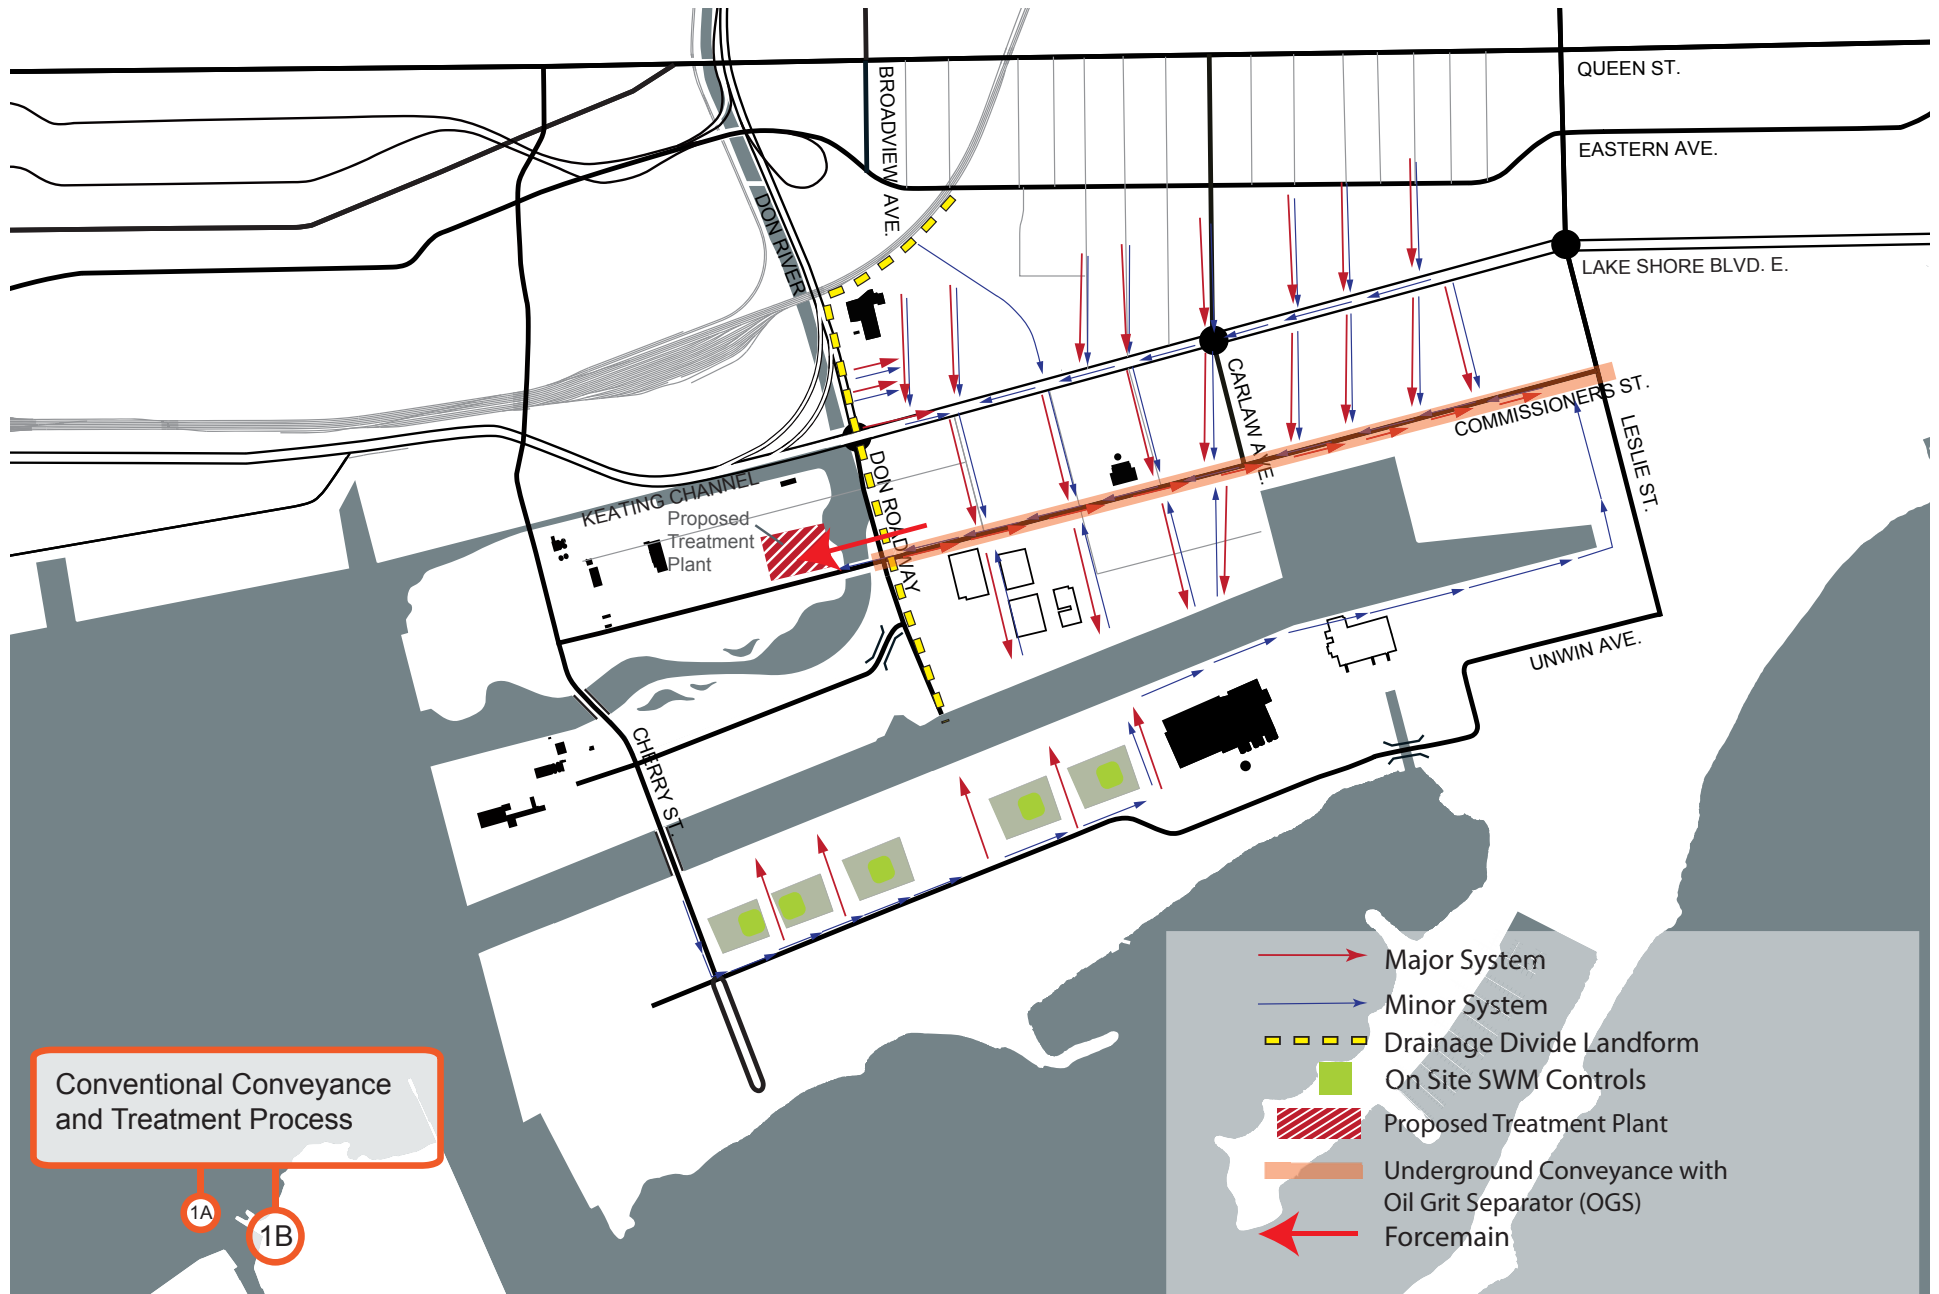 QUEEN ST.
BROADVIEW AVE.
EASTERN AVE.
DON RIVER
LAKE SHORE BLVD. E.
CARLAW AVE.
COMMISSIONERS ST.
LESLIE ST.
DON ROADWAY
KEATING CHANNEL
Proposed
Treatment
Plant
UNWIN AVE.
CHERRY ST.
Major System
Minor System
Drainage Divide Landform
On Site SWM Controls
Proposed Treatment Plant
Underground Conveyance with
Oil Grit Separator (OGS)
Forcemain
Conventional Conveyance
and Treatment Process
1A
1B